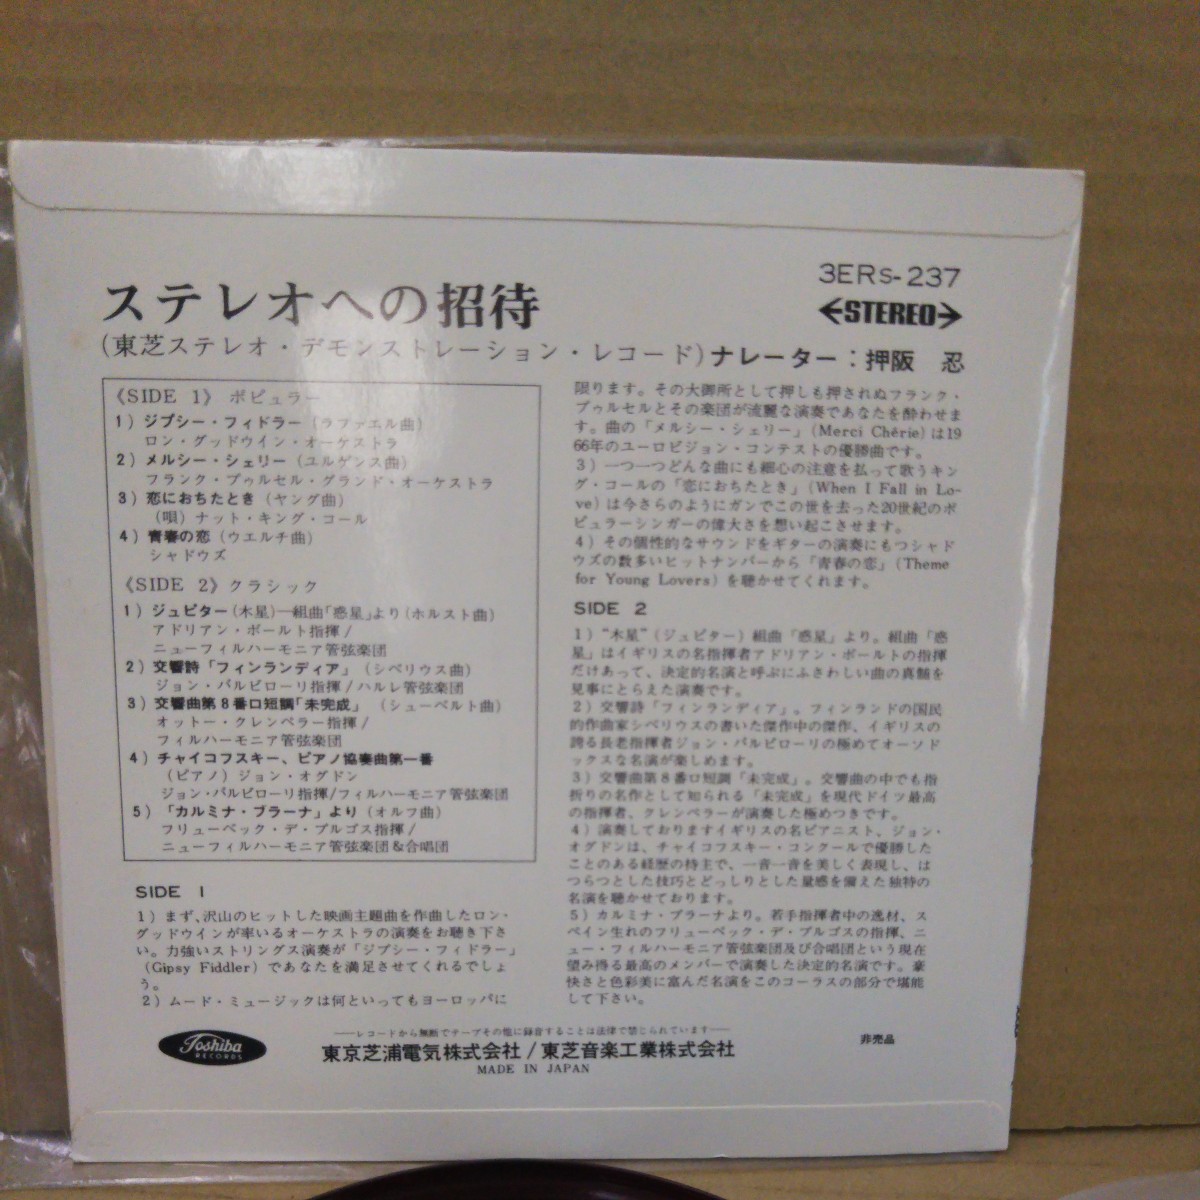 3ERs-237
ステレオへの招待
STEREO
(東芝ステレオ・デモンストレーション・レコード) ナレーター：押阪 忍
《SIDE 1》 ポピュラー
1) ジプシー・フィドラー (ラファエル曲)
ロン・グッドウイン・オーケストラ
2) メルシー・シェリー (ユルゲンス曲)
フランク・プゥルセル・グランド・オーケストラ
3) 恋におちたとき (ヤング曲)
(唄) ナット・キング・コール
4) 青春の恋 (ウエルチ曲)
シャドウズ
《SIDE 2》 クラシック
1) ジュピター(木星)―組曲「惑星」より (ホルスト曲)
アドリアン・ボールト指揮/
ニューフィルハーモニア管弦楽団
2) 交響詩「フィンランディア」 (シベリウス曲)
ジョン・バルビローリ指揮/ハルレ管弦楽団
3) 交響曲第8番ロ短調「未完成」 (シューベルト曲)
オットー・クレンペラー指揮/
フィルハーモニア管弦楽団
4) チャイコフスキー、ピアノ協奏曲第一番
(ピアノ) ジョン・オグドン
ジョン・バルビローリ指揮/フィルハーモニア管弦楽団
5) 「カルミナ・ブラーナ」より (オルフ曲)
フリューベック・デ・ブルゴス指揮/
ニューフィルハーモニア管弦楽団&合唱団
SIDE 1
1) まず、沢山のヒットした映画主題曲を作曲したロン・
グッドウインが率いるオーケストラの演奏をお聴き下さ
い。力強いストリングス演奏が「ジプシー・フィドラー」
(Gipsy Fiddler) であなたを満足させてくれるでしょ
う。
2) ムード・ミュージックは何といってもヨーロッパに
限ります。その大御所として押しも押されぬフランク・
プゥルセルとその楽団が流麗な演奏であなたを酔わせま
す。曲の「メルシー・シェリー」(Merci Chérie) は19
66年のユーロビジョン・コンテストの優勝曲です。
3) 一つ一つどんな曲にも細心の注意を払って歌うキン
グ・コールの「恋におちたとき」(When I Fall in Lo-
ve) は今さらのようにガンでこの世を去った20世紀のポ
ピュラーシンガーの偉大さを想い起こさせます。
4) その個性的なサウンドをギターの演奏にもつシャド
ウズの数多いヒットナンバーから「青春の恋」(Theme
for Young Lovers) を聴かせてくれます。
SIDE 2
1) “木星” (ジュピター) 組曲「惑星」より。組曲「惑
星」はイギリスの名指揮者アドリアン・ボールトの指揮
だけあって、決定的名演と呼ぶにふさわしい曲の真髄を
見事にとらえた演奏です。
2) 交響詩「フィンランディア」。フィンランドの国民
的作曲家シベリウスの書いた傑作中の傑作、イギリスの
誇る長老指揮者ジョン・バルビローリの極めてオーソド
ックスな名演が楽しめます。
3) 交響曲第8番ロ短調「未完成」。交響曲の中でも指
折りの名作として知られる「未完成」を現代ドイツ最高
の指揮者、クレンペラーが演奏した極めつきです。
4) 演奏しておりますイギリスの名ピアニスト、ジョン・
オグドンは、チャイコフスキー・コンクールで優勝した
ことのある経歴の持主で、一音一音を美しく表現し、は
つらつとした技巧とどっしりとした量感を備えた独特の
名演を聴かせております。
5) カルミナ・ブラーナより。若手指揮者中の逸材、ス
ペイン生れのフリューベック・デ・ブルゴスの指揮、ニ
ュー・フィルハーモニア管弦楽団及び合唱団という現在
望み得る最高のメンバーで演奏した決定的名演です。豪
快さと色彩美に富んだ名演をこのコーラスの部分で堪能
して下さい。
Toshiba
RECORDS
――レコードから無断でテープその他に録音することは法律で禁じられています――
東京芝浦電気株式会社/東芝音楽工業株式会社
MADE IN JAPAN
非売品